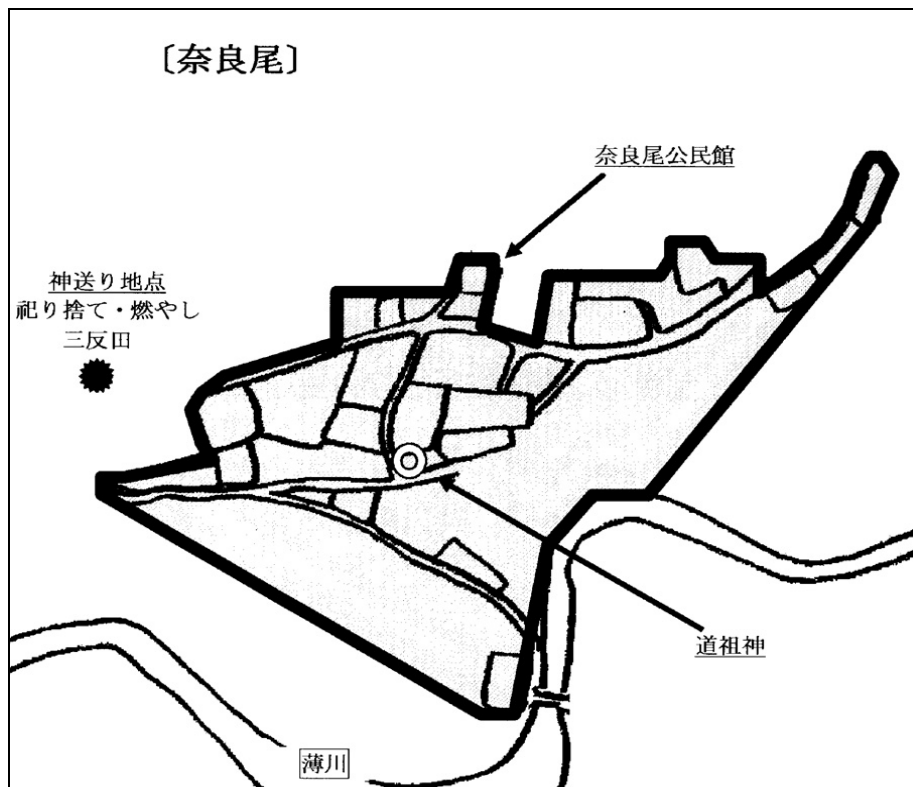 〔奈良尾〕
奈良尾公民館
神送り地点
祀り捨て・燃やし
三反田
道祖神
薄川